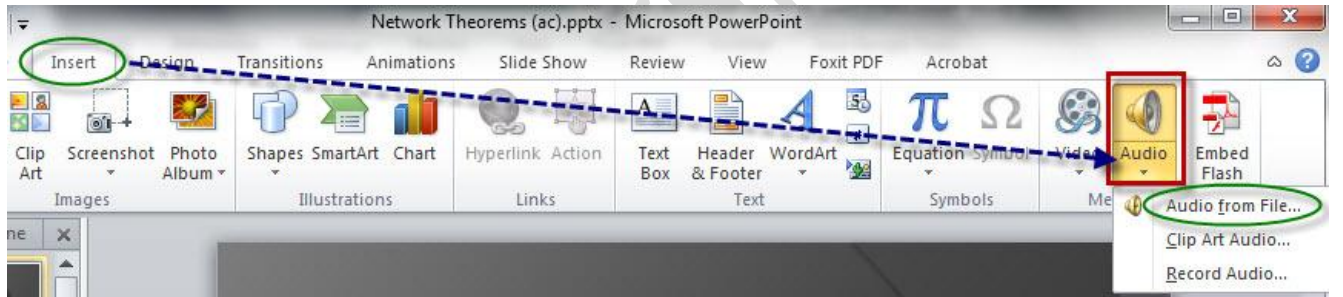 Network Theorems (ac).pptx - Microsoft PowerPoint
Insert Design Transitions Animations Slide Show Review View Foxit PDF Acrobat
Clip Art Screenshot Photo Album Shapes SmartArt Chart Hyperlink Action Text Box Header & Footer WordArt Equation Symbol Video Audio Embed Flash
Images Illustrations Links Text Symbols Me
Audio from File...
Clip Art Audio...
Record Audio...
ne